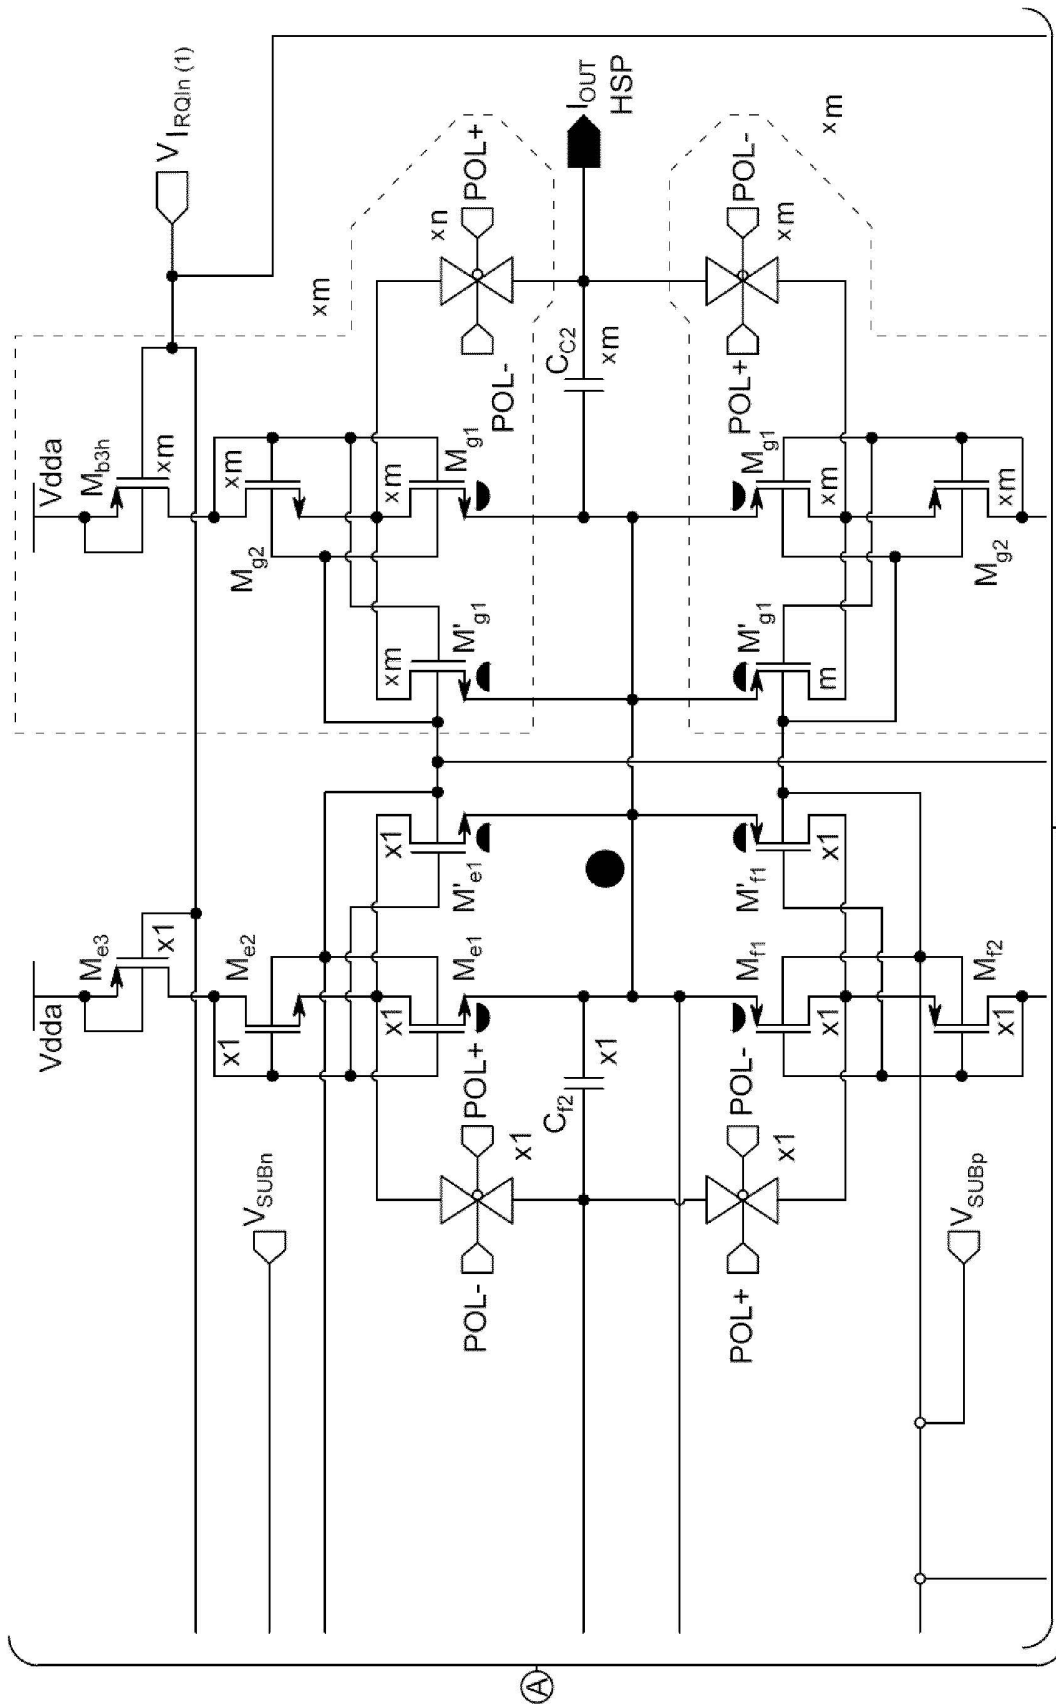 Vdda
M_b3h
xm
V_IRQIn (1)
xm
xm
M_g2
xm
M_g1
M'_g1
xm
xn
POL+
POL-
C_C2
xm
I_OUT
HSP
POL+
POL-
xm
xm
M_g1
xm
M'_g1
m
xm
M_g2
Vdda
M_e3
x1
M_e2
x1
M'_e1
x1
M_e1
x1
POL+
POL-
x1
V_SUBn
C_f2
x1
M'_f1
x1
M_f1
x1
M_f2
x1
POL-
POL+
x1
V_SUBp
A